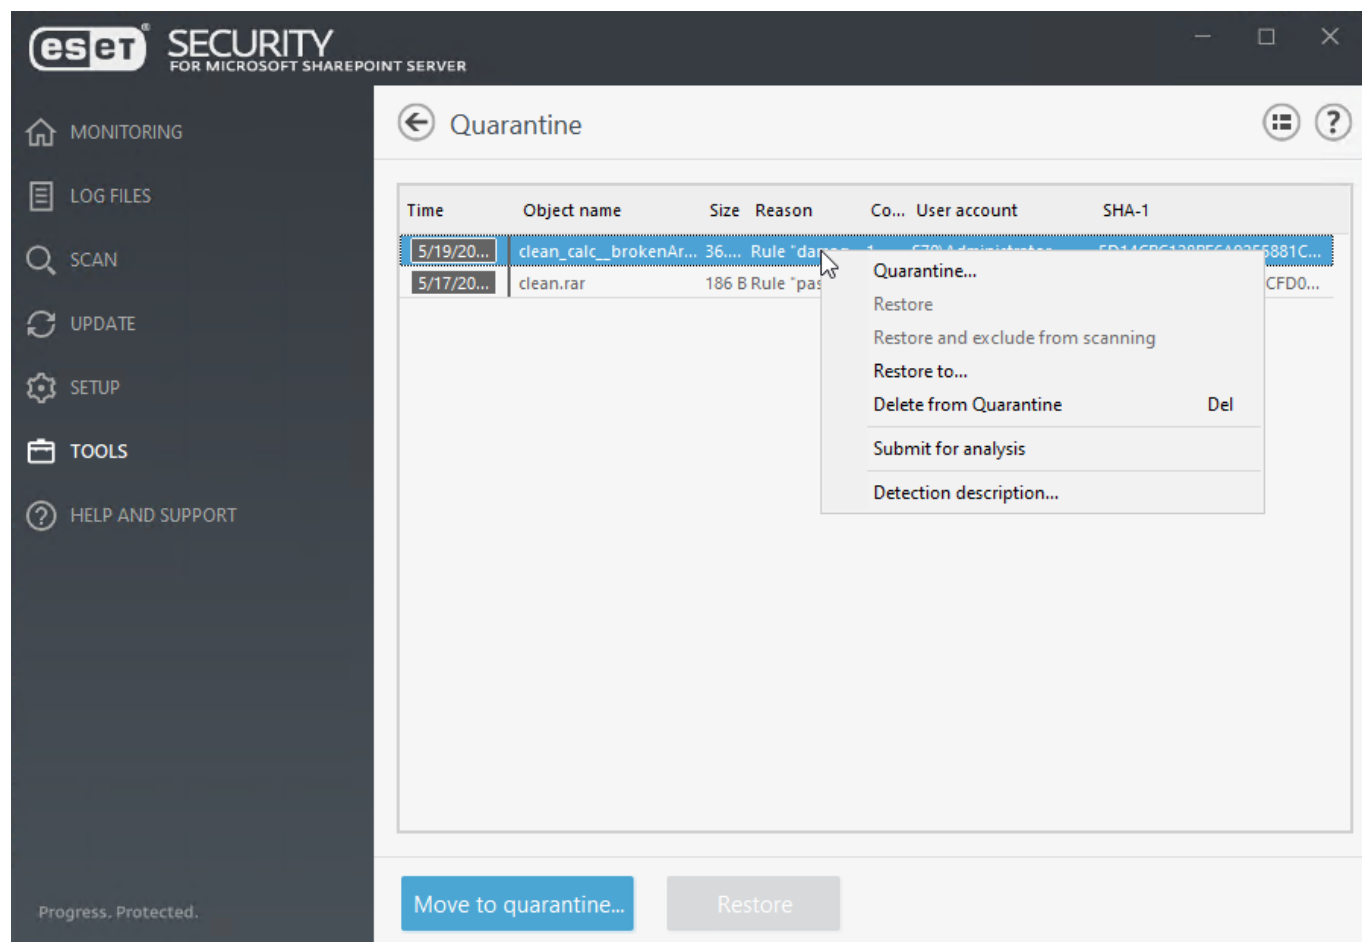 eset® SECURITY
FOR MICROSOFT SHAREPOINT SERVER
MONITORING
LOG FILES
SCAN
UPDATE
SETUP
TOOLS
HELP AND SUPPORT
Progress. Protected.
Quarantine
?
Time Object name Size Reason Co... User account SHA-1
5/19/20... clean_calc__brokenAr... 36.... Rule "damag
5/17/20... clean.rar 186 B Rule "pas CFD0...
Quarantine...
Restore
Restore and exclude from scanning
Restore to...
Delete from Quarantine Del
Submit for analysis
Detection description...
Move to quarantine...
Restore